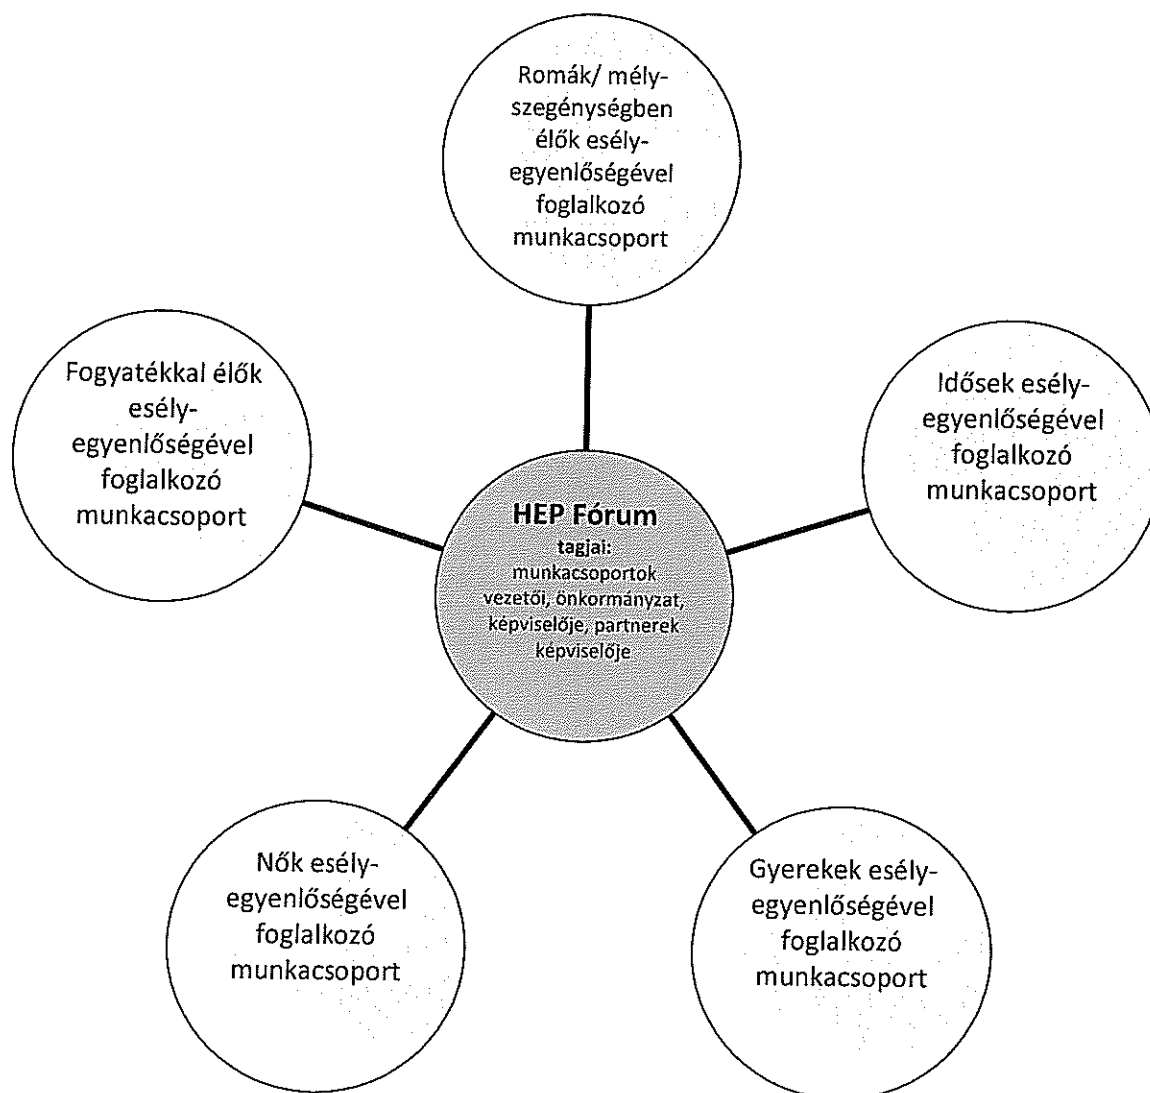 Romák/ mély-
szegénységben
élők esély-
egyenlőségével
foglalkozó
munkacsoport
Fogyatékkal élők
esély-
egyenlőségével
foglalkozó
munkacsoport
Idősek esély-
egyenlőségével
foglalkozó
munkacsoport
HEP Fórum
tagjai:
munkacsoportok
vezetői, önkormányzat,
képviselője, partnerek
képviselője
Nők esély-
egyenlőségével
foglalkozó
munkacsoport
Gyerekek esély-
egyenlőségével
foglalkozó
munkacsoport